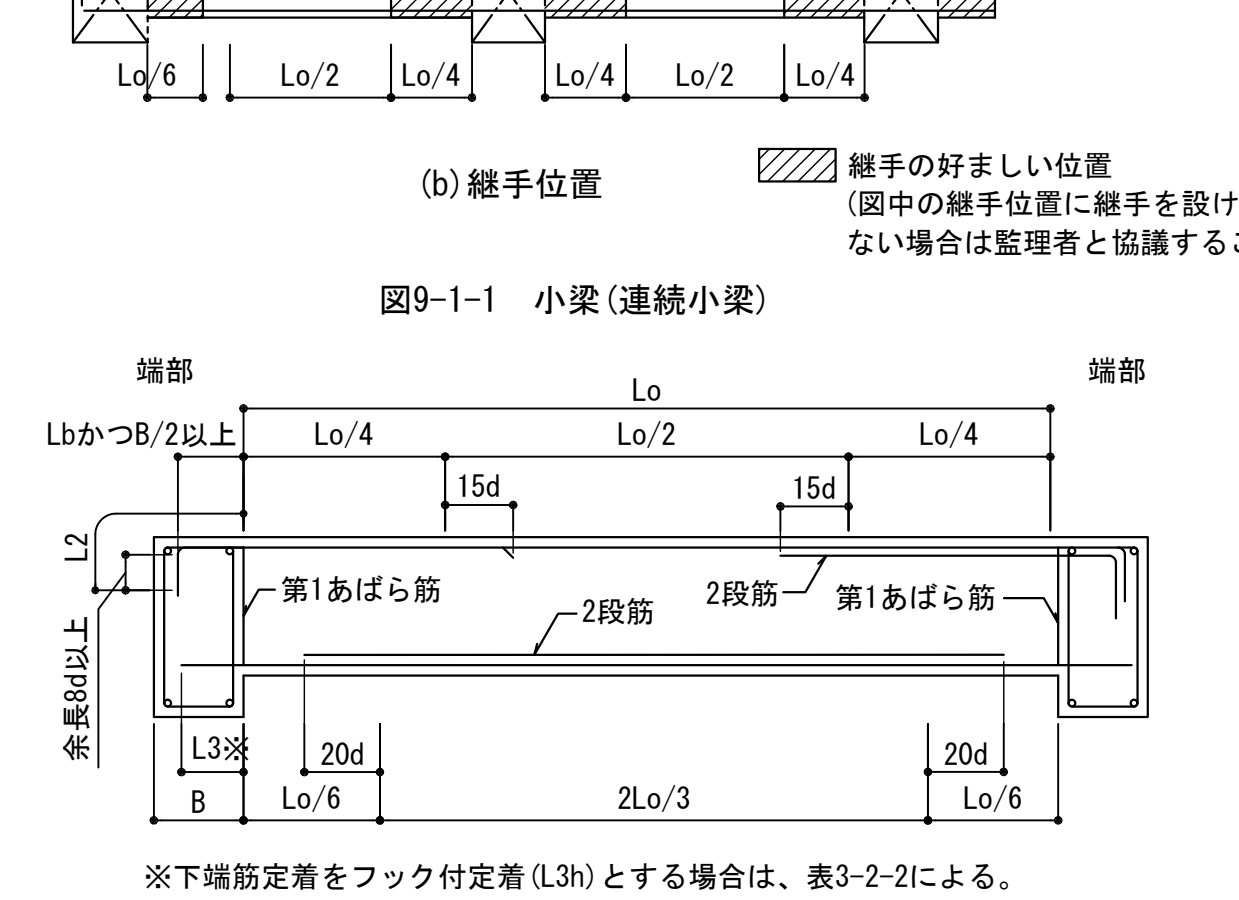 Lo/6 Lo/2 Lo/4 Lo/4 Lo/2 Lo/4
(b)継手位置
継手の好ましい位置
(図中の継手位置に継手を設け
ない場合は監理者と協議する
図9-1-1 小梁(連続小梁)
端部 端部
Lo
LbかつB/2以上 Lo/4 Lo/2 Lo/4
15d 15d
L2
第1あばら筋 2段筋 2段筋 第1あばら筋
余長8d以上
L3※ 20d 20d
B Lo/6 2Lo/3 Lo/6
※下端筋定着をフック付定着(L3h)とする場合は、表3-2-2による。